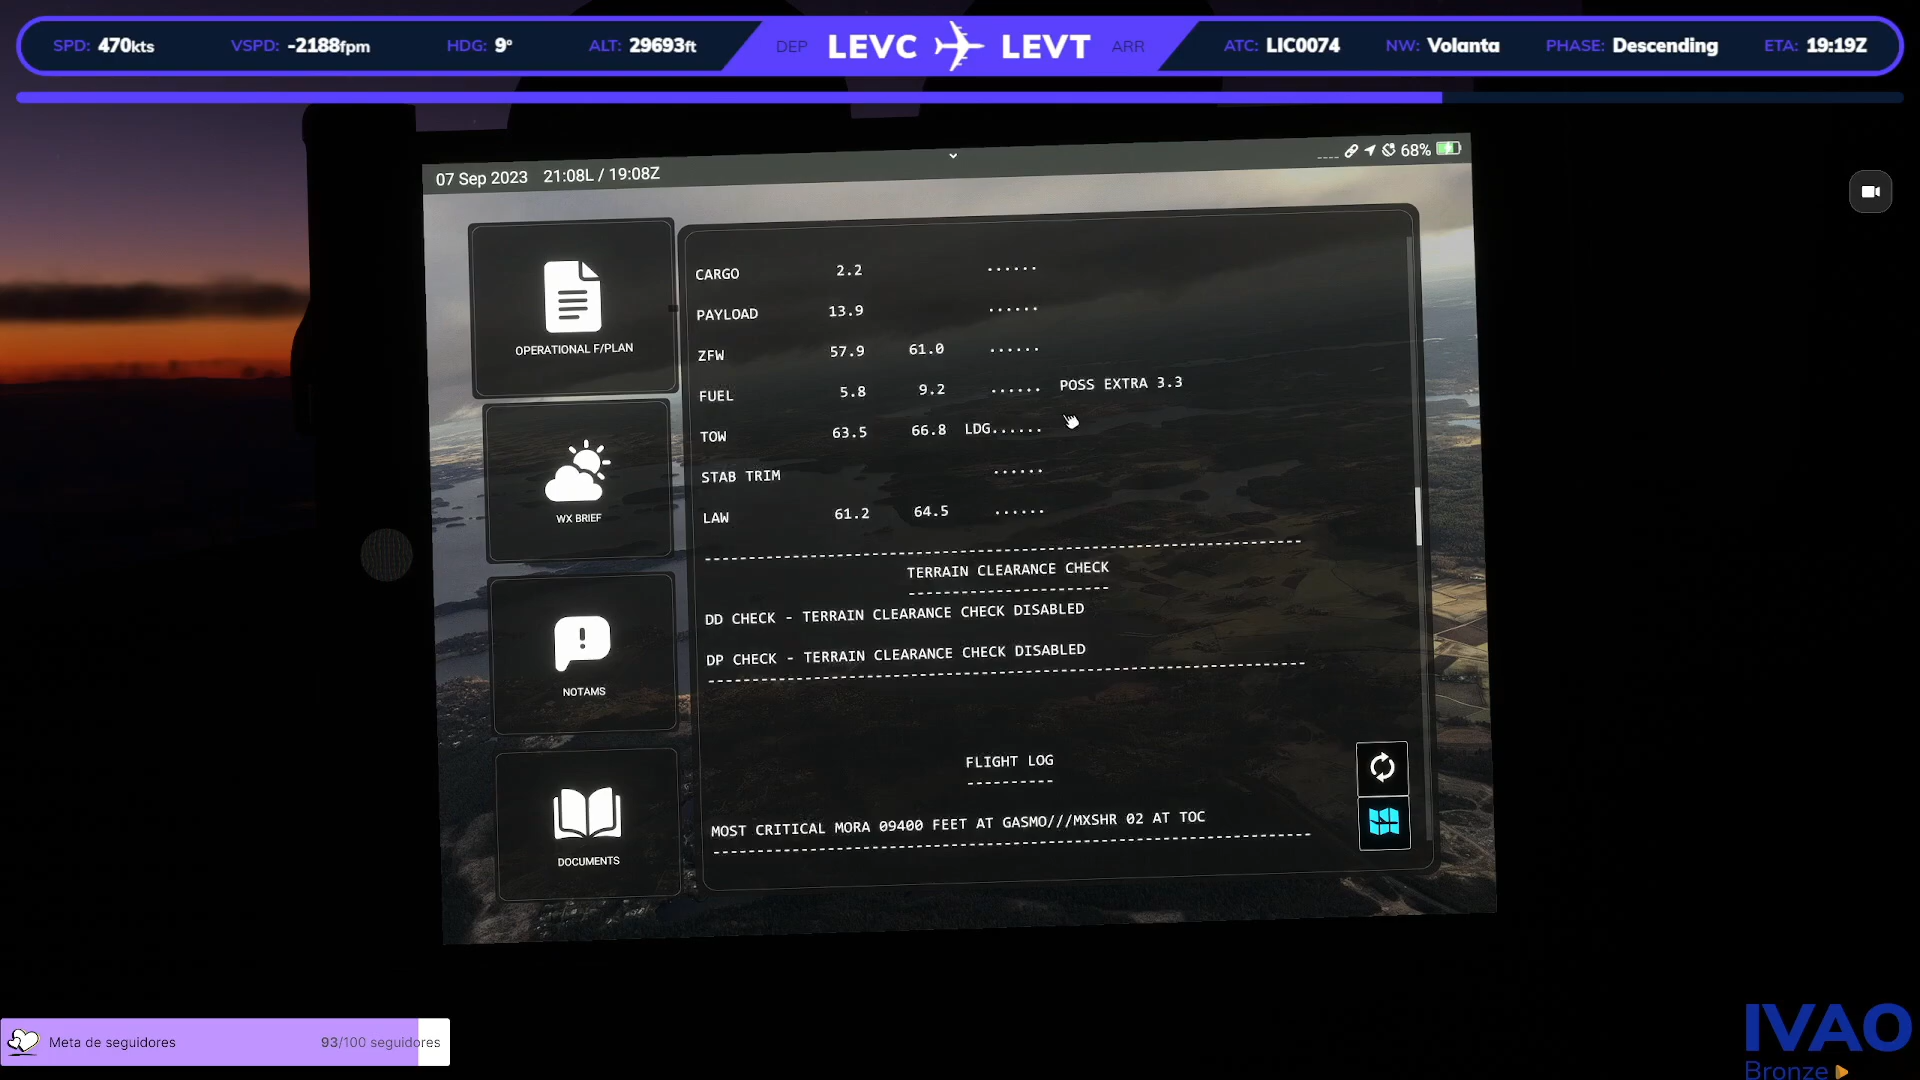 SPD: 470kts VSPD: -2188fpm HDG: 9° ALT: 29693ft DEP LEVC LEVT ARR ATC: LIC0074 NW: Volanta PHASE: Descending ETA: 19:19Z
07 Sep 2023 21:08L / 19:08Z 68%
OPERATIONAL F/PLAN
WX BRIEF
NOTAMS
DOCUMENTS
CARGO 2.2 ......
PAYLOAD 13.9 ......
ZFW 57.9 61.0 ......
FUEL 5.8 9.2 ...... POSS EXTRA 3.3
TOW 63.5 66.8 LDG......
STAB TRIM ......
LAW 61.2 64.5 ......
TERRAIN CLEARANCE CHECK
DD CHECK - TERRAIN CLEARANCE CHECK DISABLED
DP CHECK - TERRAIN CLEARANCE CHECK DISABLED
FLIGHT LOG
MOST CRITICAL MORA 09400 FEET AT GASMO///MXSHR 02 AT TOC
Meta de seguidores 93/100 seguidores
IVAO
Bronze